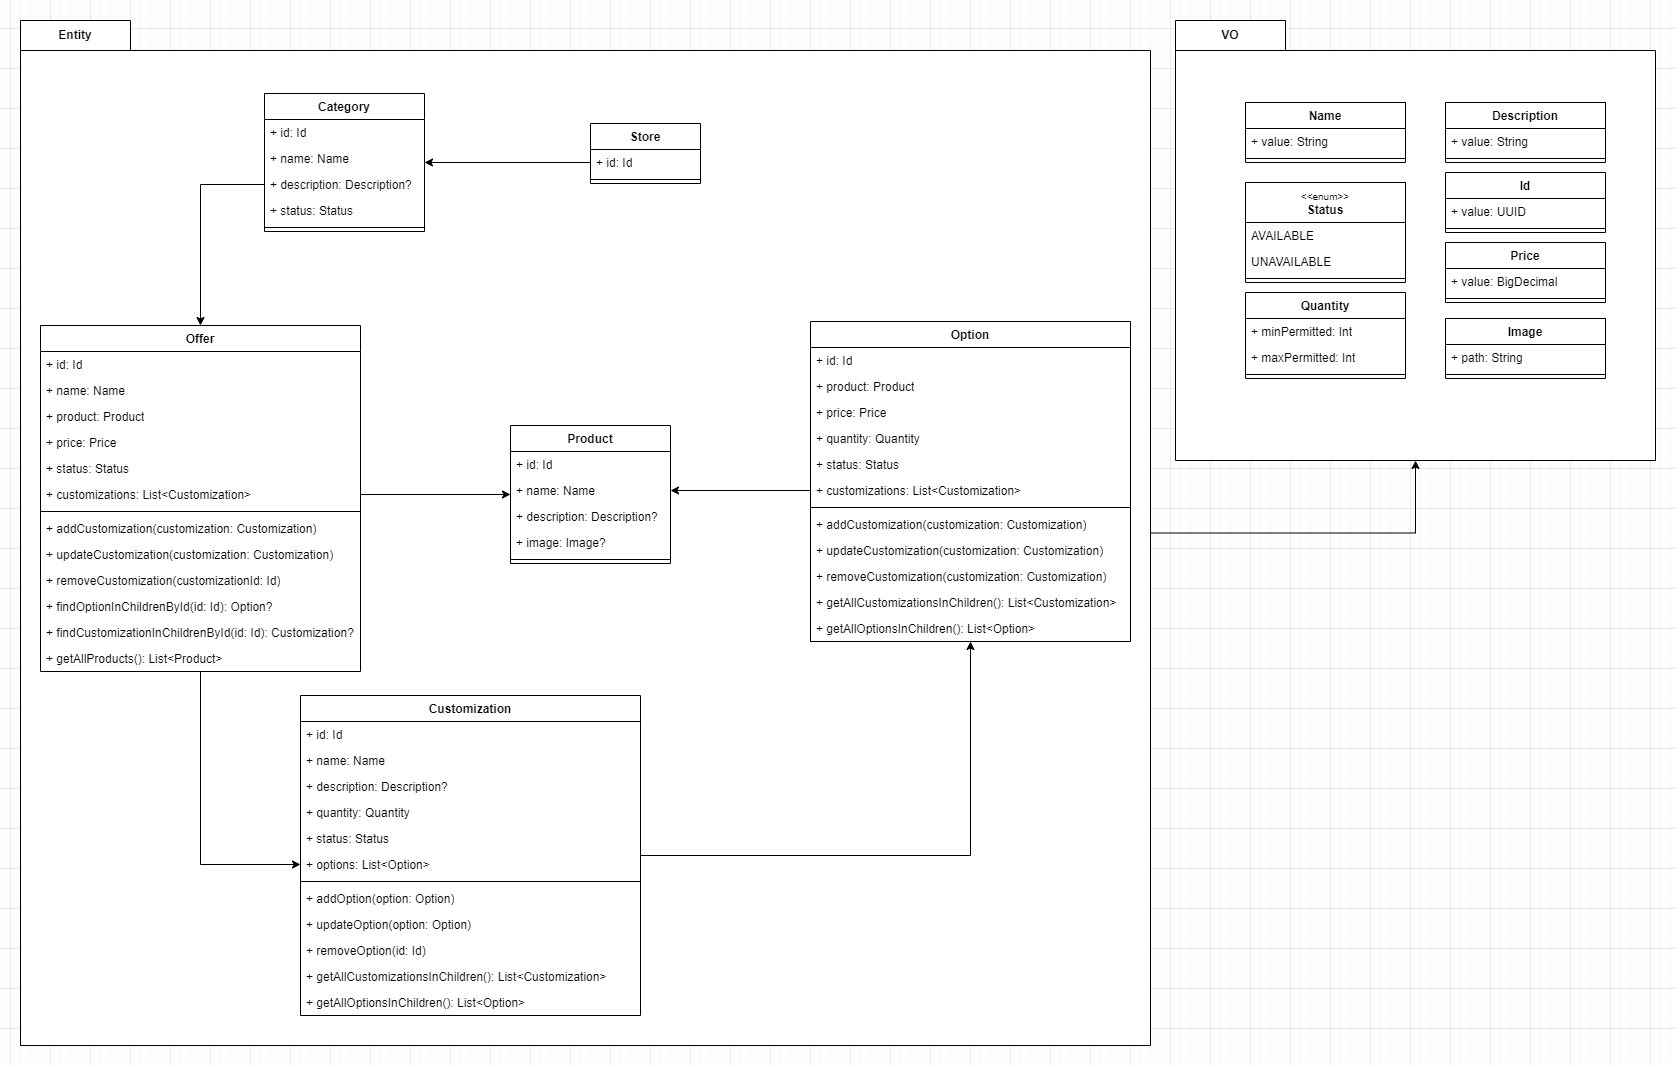 Entity
Category
+ id: Id
+ name: Name
+ description: Description?
+ status: Status
Store
+ id: Id
Offer
+ id: Id
+ name: Name
+ product: Product
+ price: Price
+ status: Status
+ customizations: List<Customization>
+ addCustomization(customization: Customization)
+ updateCustomization(customization: Customization)
+ removeCustomization(customizationId: Id)
+ findOptionInChildrenById(id: Id): Option?
+ findCustomizationInChildrenById(id: Id): Customization?
+ getAllProducts(): List<Product>
Product
+ id: Id
+ name: Name
+ description: Description?
+ image: Image?
Option
+ id: Id
+ product: Product
+ price: Price
+ quantity: Quantity
+ status: Status
+ customizations: List<Customization>
+ addCustomization(customization: Customization)
+ updateCustomization(customization: Customization)
+ removeCustomization(customization: Customization)
+ getAllCustomizationsInChildren(): List<Customization>
+ getAllOptionsInChildren(): List<Option>
Customization
+ id: Id
+ name: Name
+ description: Description?
+ quantity: Quantity
+ status: Status
+ options: List<Option>
+ addOption(option: Option)
+ updateOption(option: Option)
+ removeOption(id: Id)
+ getAllCustomizationsInChildren(): List<Customization>
+ getAllOptionsInChildren(): List<Option>
VO
Name
+ value: String
Description
+ value: String
<<enum>>
Status
AVAILABLE
UNAVAILABLE
Id
+ value: UUID
Price
+ value: BigDecimal
Quantity
+ minPermitted: Int
+ maxPermitted: Int
Image
+ path: String